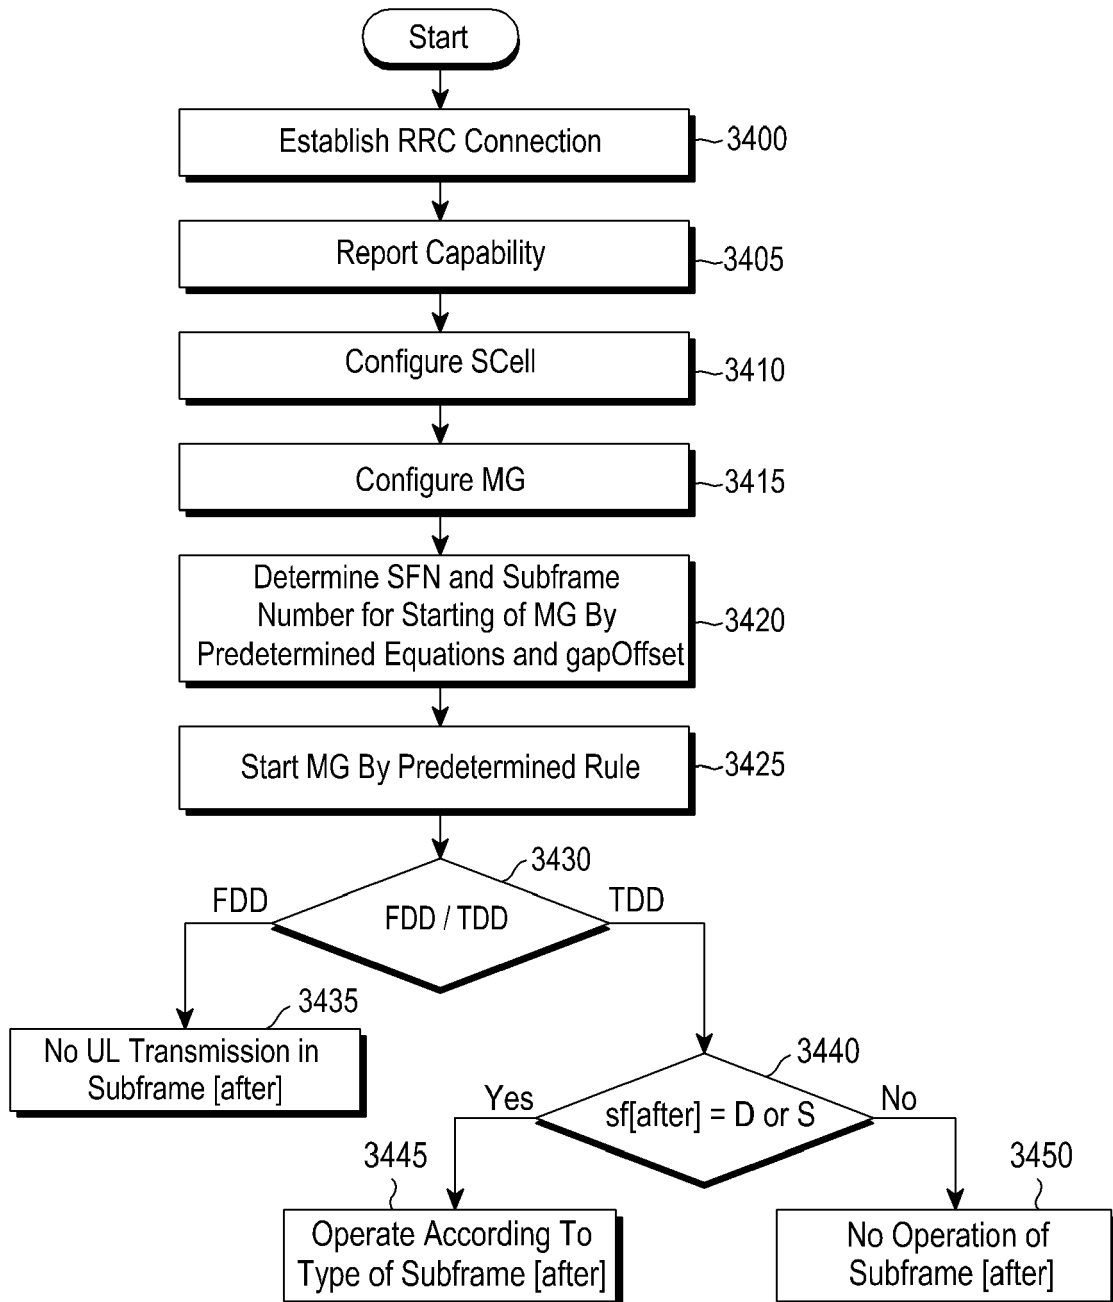 Start
Establish RRC Connection
3400
Report Capability
3405
Configure SCell
3410
Configure MG
3415
Determine SFN and Subframe
Number for Starting of MG By
Predetermined Equations and gapOffset
3420
Start MG By Predetermined Rule
3425
3430
FDD
FDD / TDD
TDD
3435
No UL Transmission in
Subframe [after]
3440
Yes
sf[after] = D or S
No
3445
Operate According To
Type of Subframe [after]
3450
No Operation of
Subframe [after]